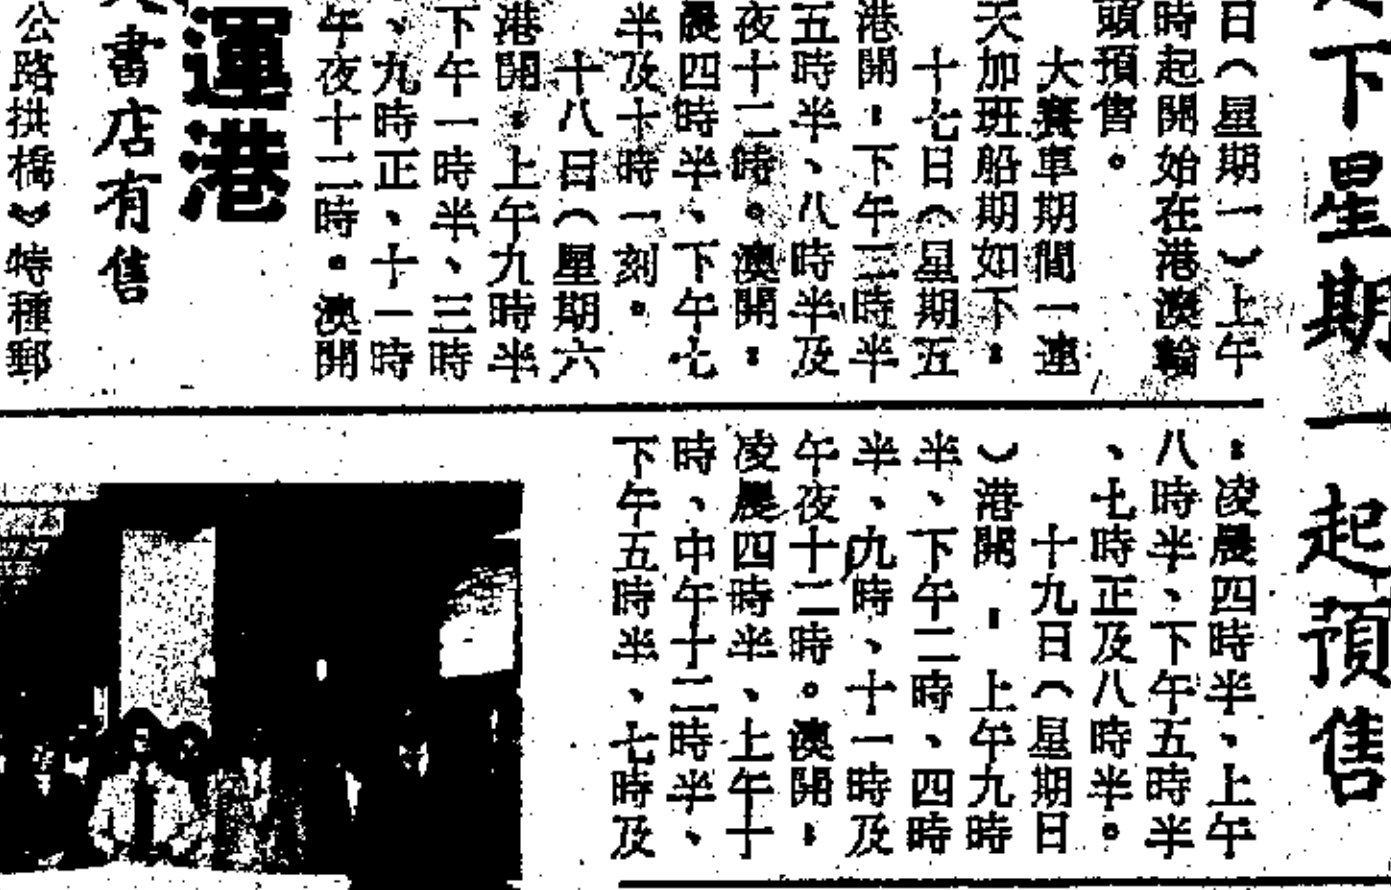 下星期一起預售
日（星期一）上午
時起開始在港澳輪
頭預售。
大賽車期間一連
天加班船期如下：
十七日（星期五
港開：下午三時半
五時半、八時半及
夜十二時。澳開：
晨四時半、下午七
半及十時一刻。
十八日（星期六
港開：上午九時半
下午一時半、三時
、九時正、十一時
午夜十二時。澳開
：凌晨四時半、上午
八時半、下午五時半
、七時正及八時半。
十九日（星期日
）港開：上午九時
半、下午二時、四時
半、九時、十一時及
午夜十二時。澳開：
凌晨四時半、上午十
時、中午十二時半、
下午五時半、七時及
運港
書店有售
公路拱橋》特種郵